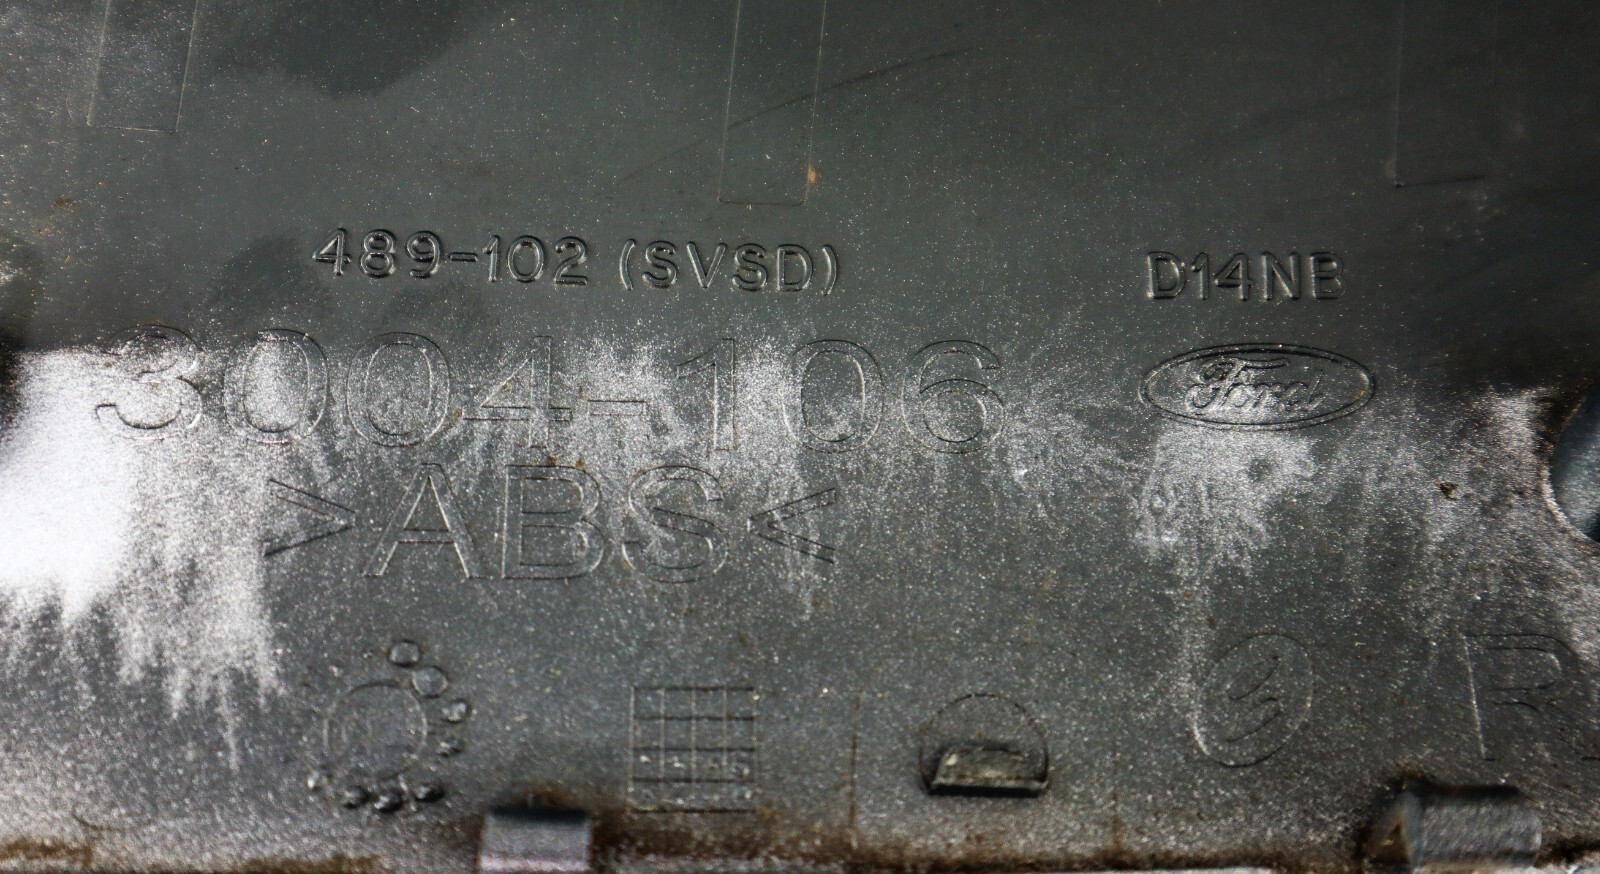 489-102 (SVSD) D14NB
3004-106 Ford
>ABS<
R